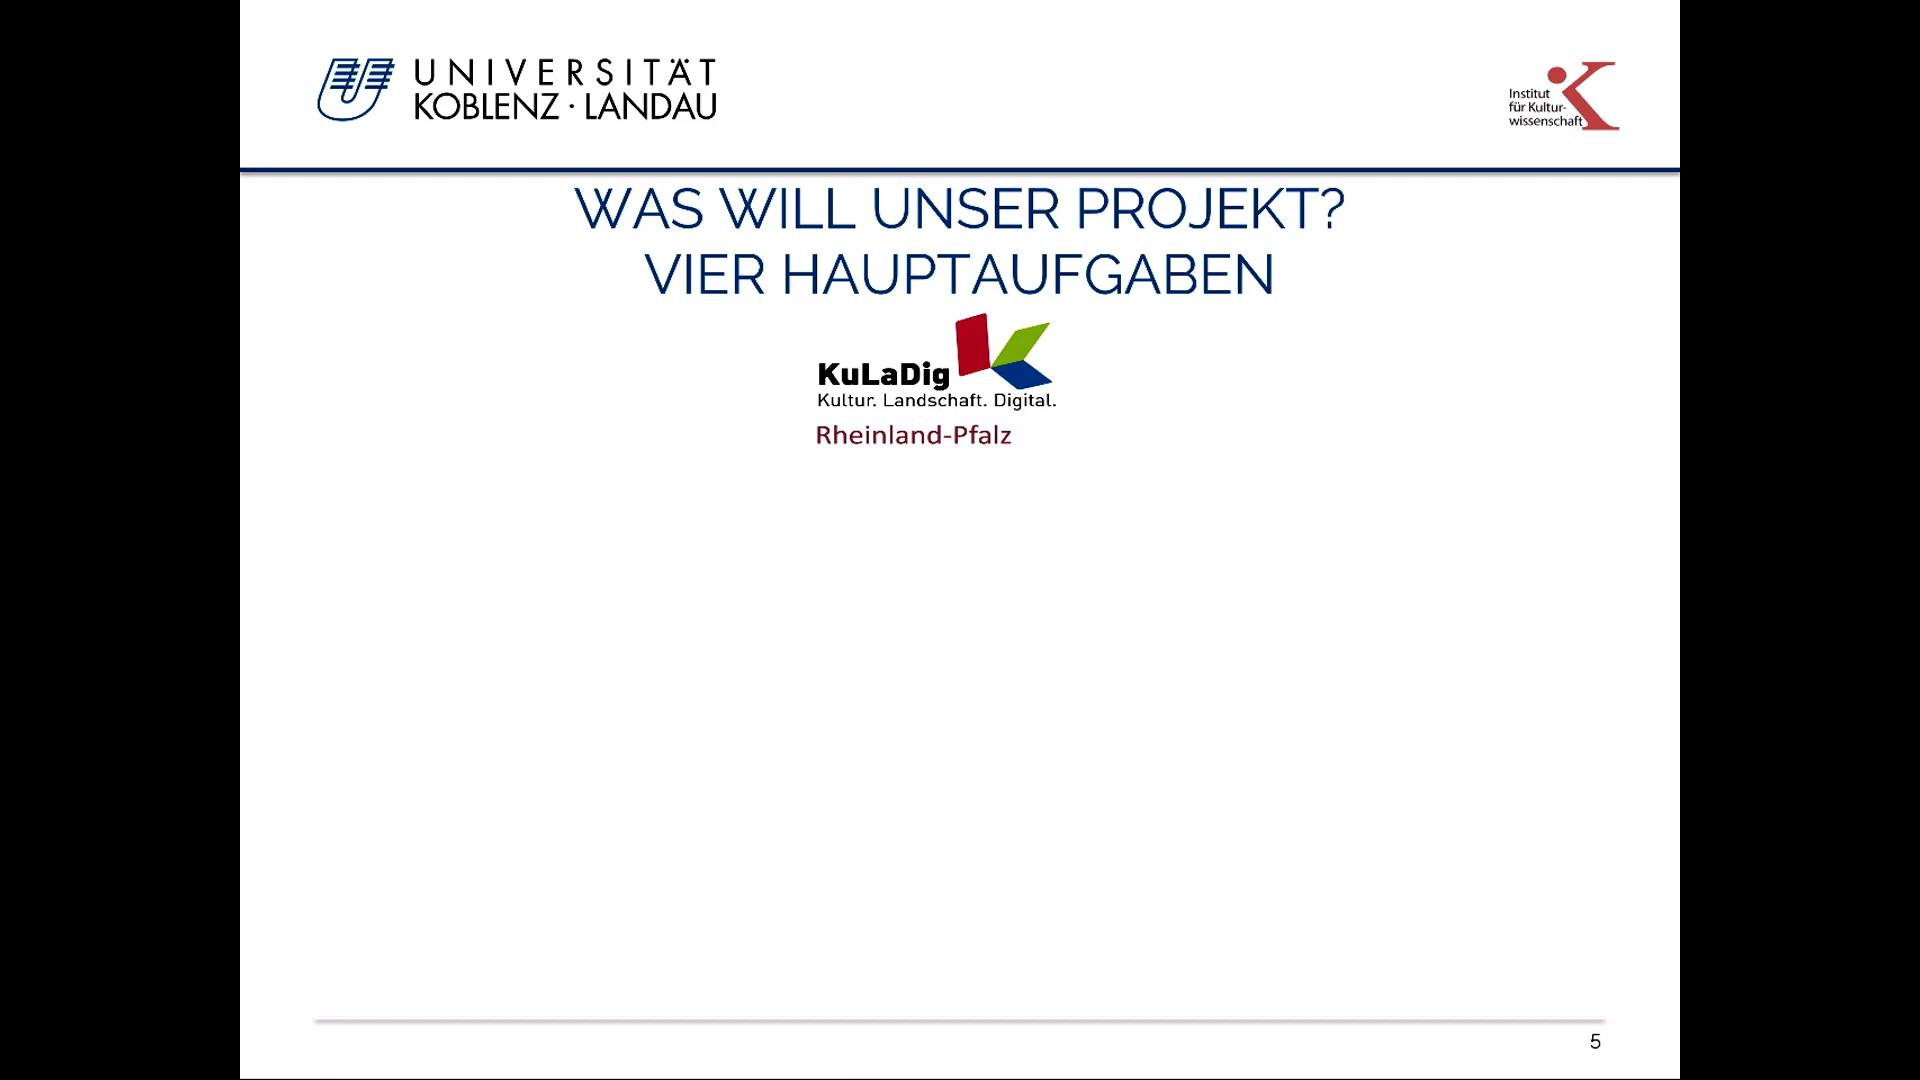 UNIVERSITÄT
KOBLENZ · LANDAU
Institut
für Kultur-
wissenschaft
WAS WILL UNSER PROJEKT?
VIER HAUPTAUFGABEN
KuLaDig
Kultur. Landschaft. Digital.
Rheinland-Pfalz
5